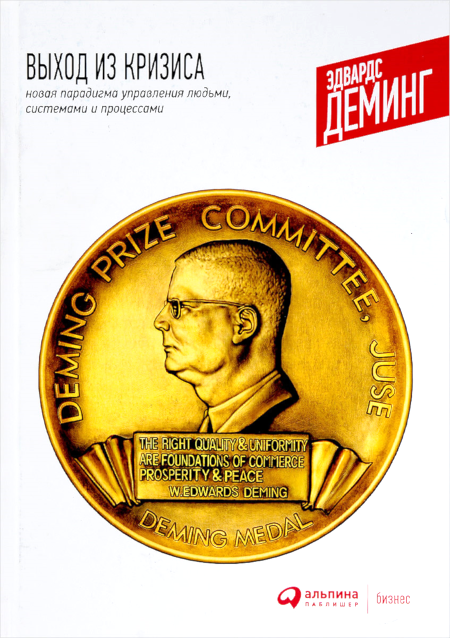 ВЫХОД ИЗ КРИЗИСА
новая парадигма управления людьми,
системами и процессами
ЭДВАРДС
ДЕМИНГ
DEMING PRIZE COMMITTEE, JUSE
THE RIGHT QUALITY & UNIFORMITY
ARE FOUNDATIONS OF COMMERCE
PROSPERITY & PEACE
W. EDWARDS DEMING
DEMING MEDAL
альпина
ПАБЛИШЕР
бизнес